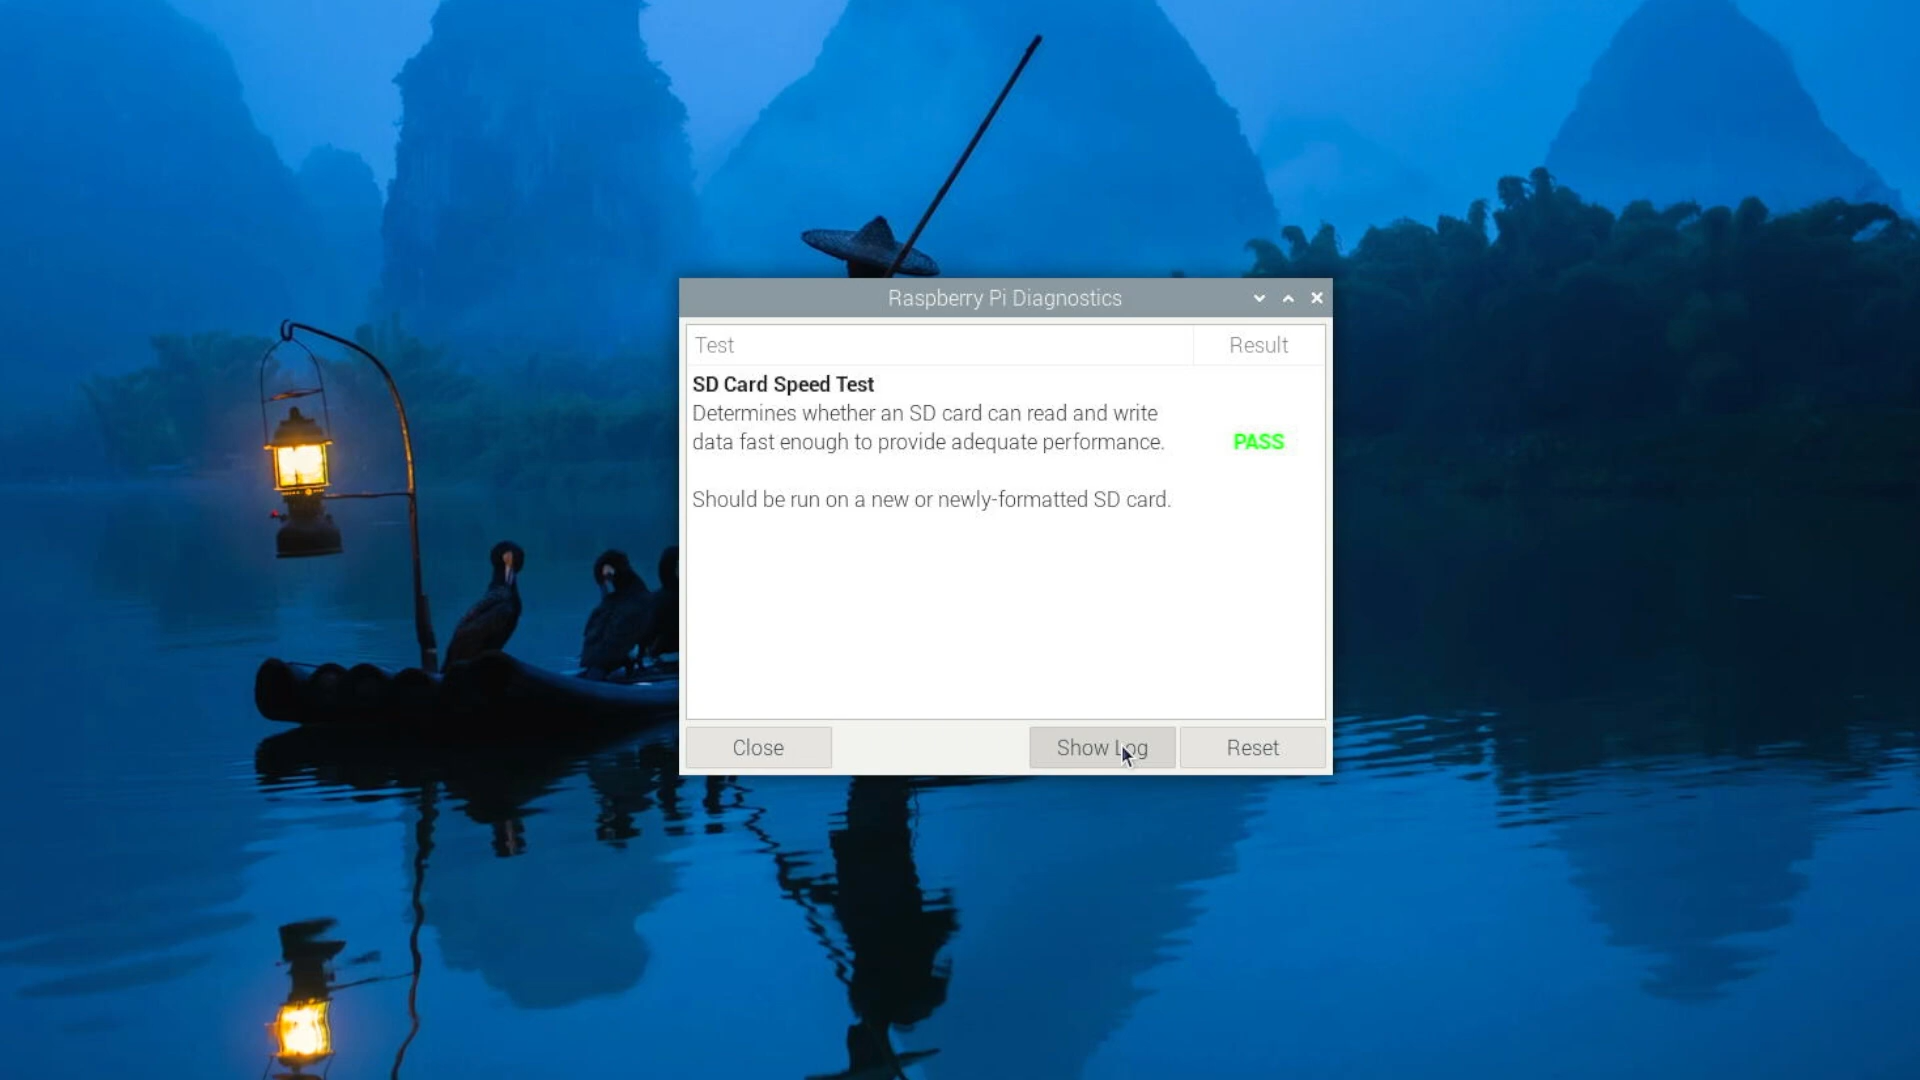 Raspberry Pi Diagnostics
Test Result
SD Card Speed Test
Determines whether an SD card can read and write
data fast enough to provide adequate performance. PASS
Should be run on a new or newly-formatted SD card.
Close Show Log Reset